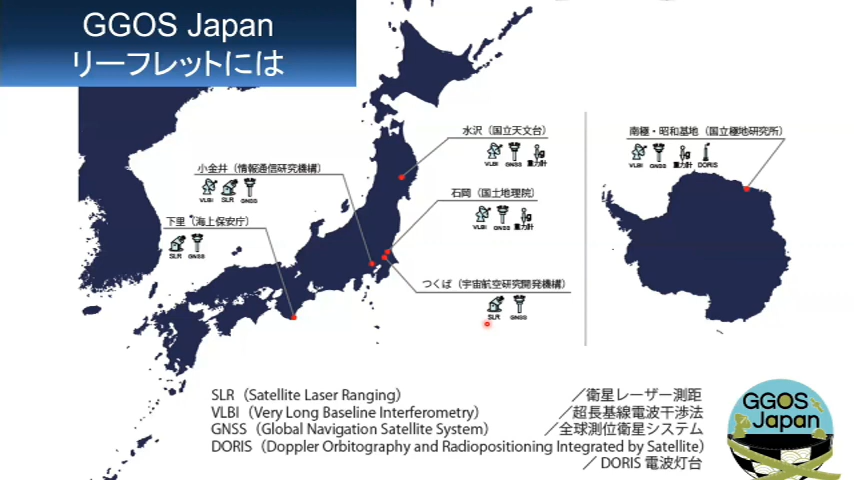 GGOS Japan
リーフレットには
水沢（国立天文台）
VLBI GNSS 重力計
小金井（情報通信研究機構）
VLBI SLR GNSS
石岡（国土地理院）
VLBI GNSS 重力計
下里（海上保安庁）
SLR GNSS
つくば（宇宙航空研究開発機構）
SLR GNSS
南極・昭和基地（国立極地研究所）
VLBI GNSS 重力計 DORIS
SLR（Satellite Laser Ranging）／衛星レーザー測距
VLBI（Very Long Baseline Interferometry）／超長基線電波干渉法
GNSS（Global Navigation Satellite System）／全球測位衛星システム
DORIS（Doppler Orbitography and Radiopositioning Integrated by Satellite）
／DORIS 電波灯台
GGOS
Japan